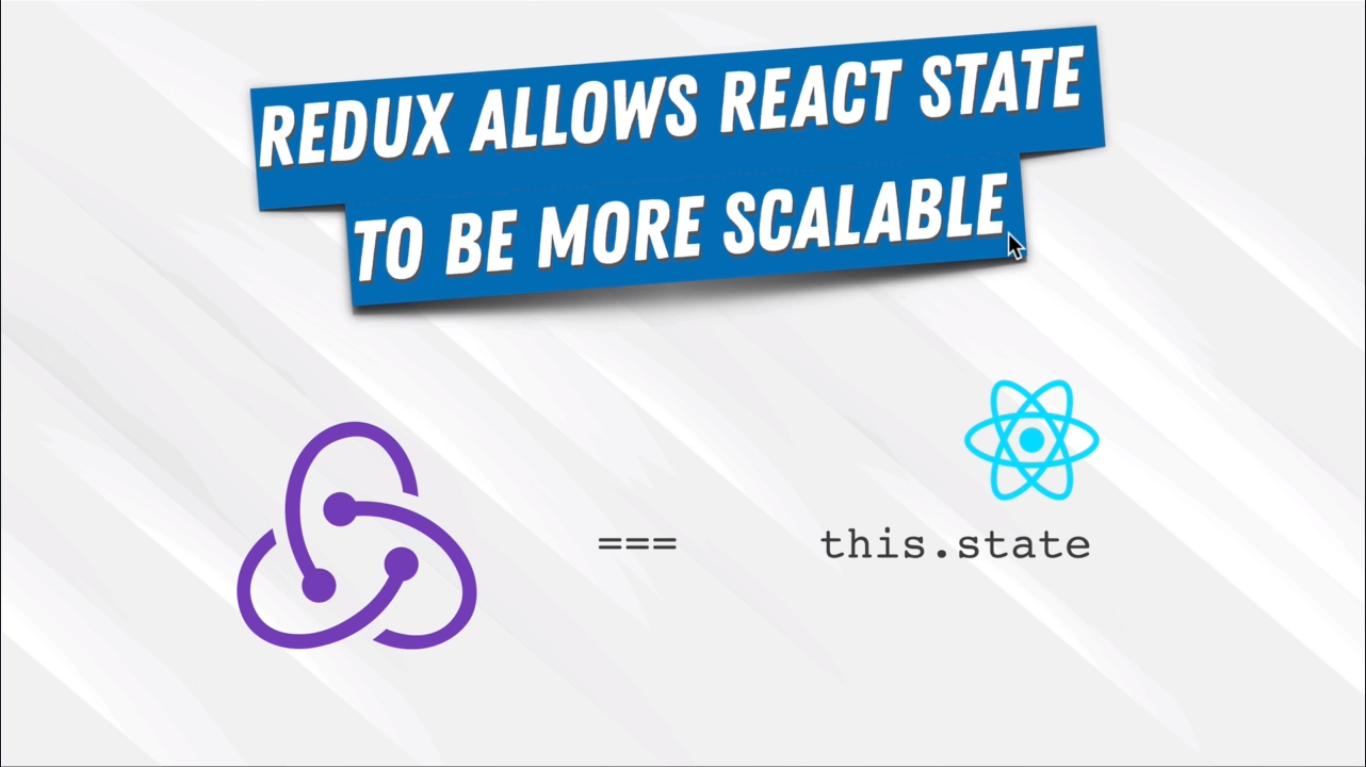 REDUX ALLOWS REACT STATE
TO BE MORE SCALABLE
=== this.state